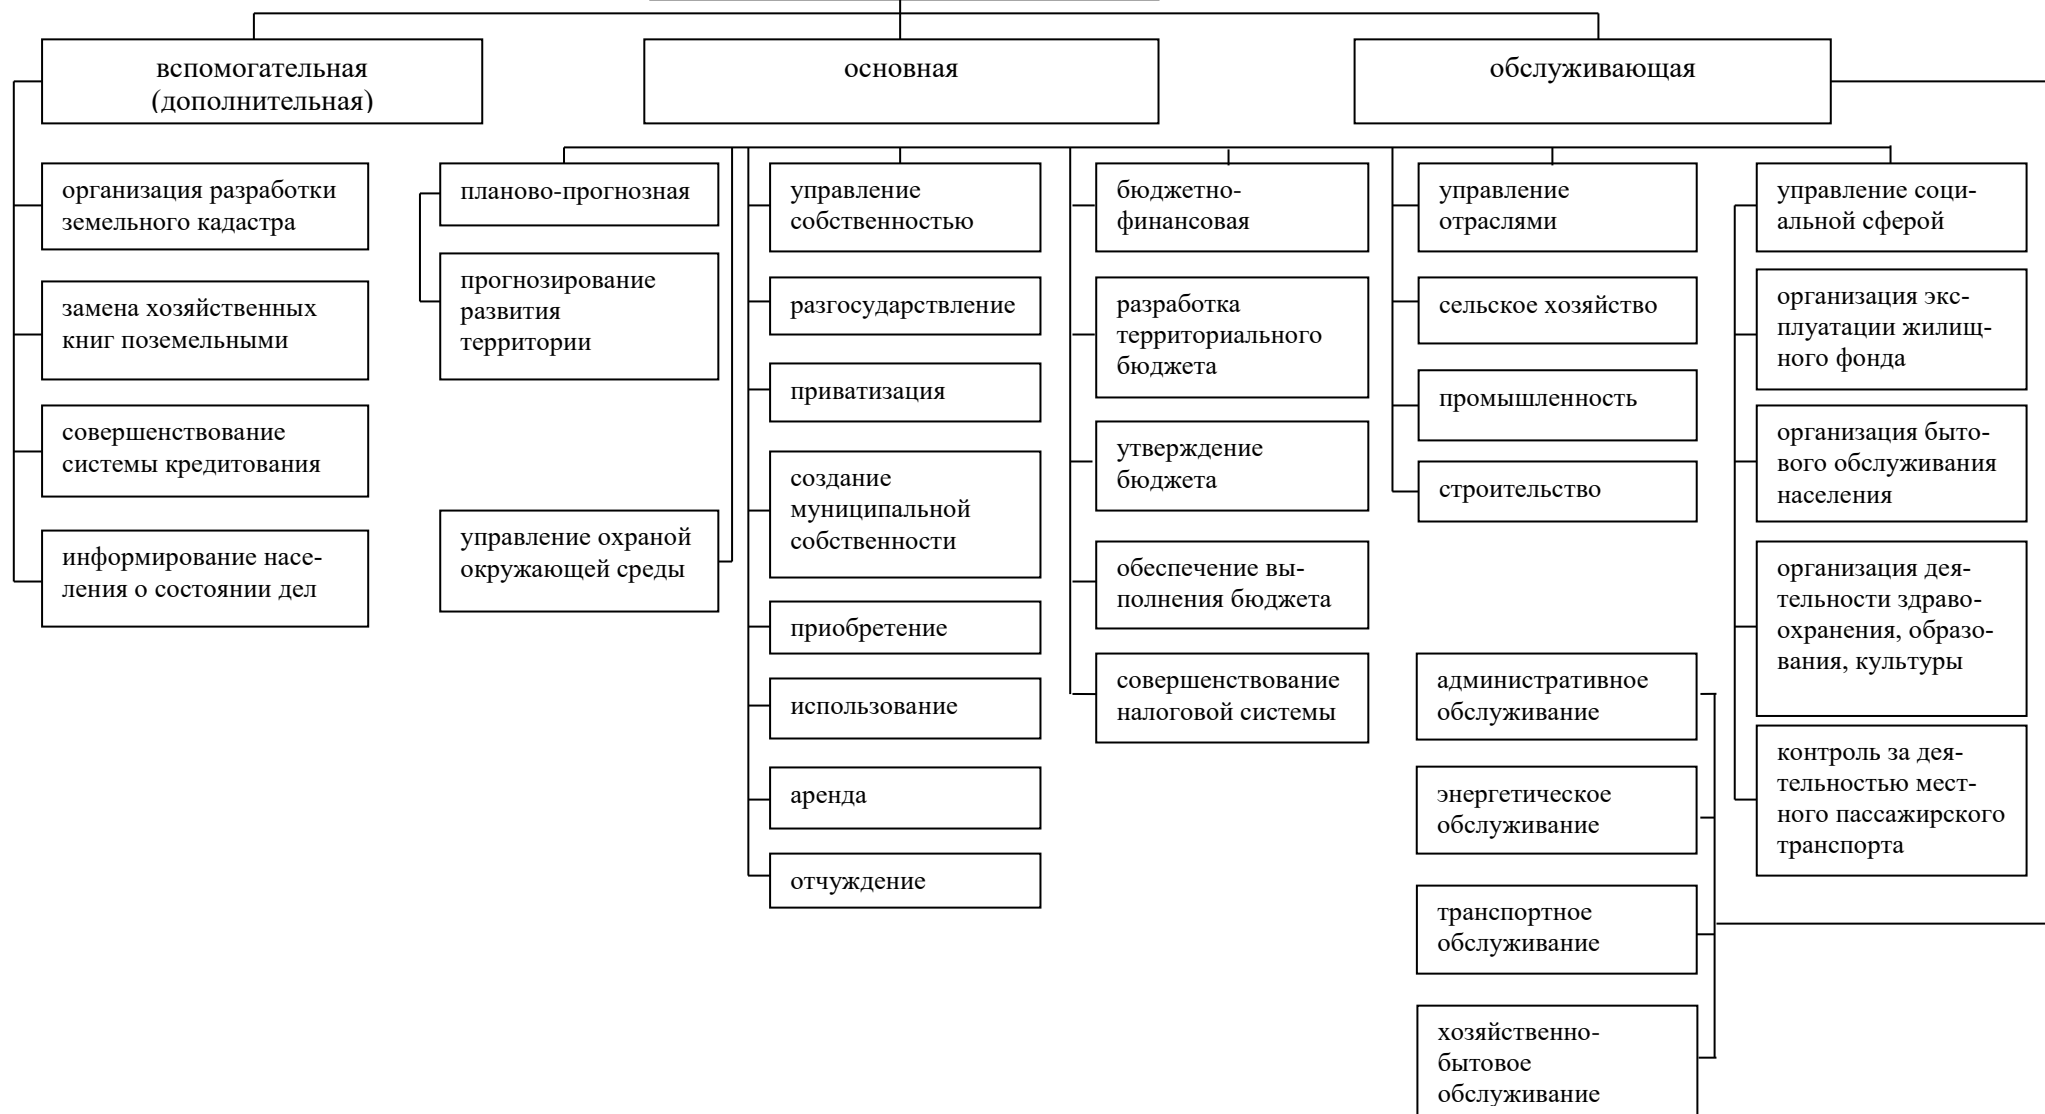 вспомогательная
(дополнительная)
основная
обслуживающая
организация разработки
земельного кадастра
замена хозяйственных
книг поземельными
совершенствование
системы кредитования
информирование насе-
ления о состоянии дел
планово-прогнозная
прогнозирование
развития
территории
управление охраной
окружающей среды
управление
собственностью
разгосударствление
приватизация
создание
муниципальной
собственности
приобретение
использование
аренда
отчуждение
бюджетно-
финансовая
разработка
территориального
бюджета
утверждение
бюджета
обеспечение вы-
полнения бюджета
совершенствование
налоговой системы
управление
отраслями
сельское хозяйство
промышленность
строительство
административное
обслуживание
энергетическое
обслуживание
транспортное
обслуживание
хозяйственно-
бытовое
обслуживание
управление соци-
альной сферой
организация экс-
плуатации жилищ-
ного фонда
организация быто-
вого обслуживания
населения
организация дея-
тельности здраво-
охранения, образо-
вания, культуры
контроль за дея-
тельностью мест-
ного пассажирского
транспорта